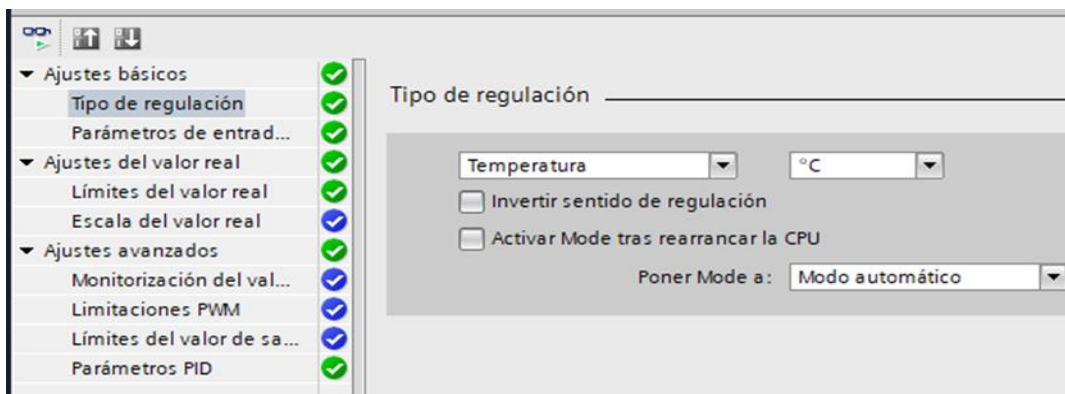 Ajustes básicos
Tipo de regulación
Parámetros de entrad...
Ajustes del valor real
Límites del valor real
Escala del valor real
Ajustes avanzados
Monitorización del val...
Limitaciones PWM
Límites del valor de sa...
Parámetros PID
Tipo de regulación
Temperatura °C
Invertir sentido de regulación
Activar Mode tras rearrancar la CPU
Poner Mode a: Modo automático